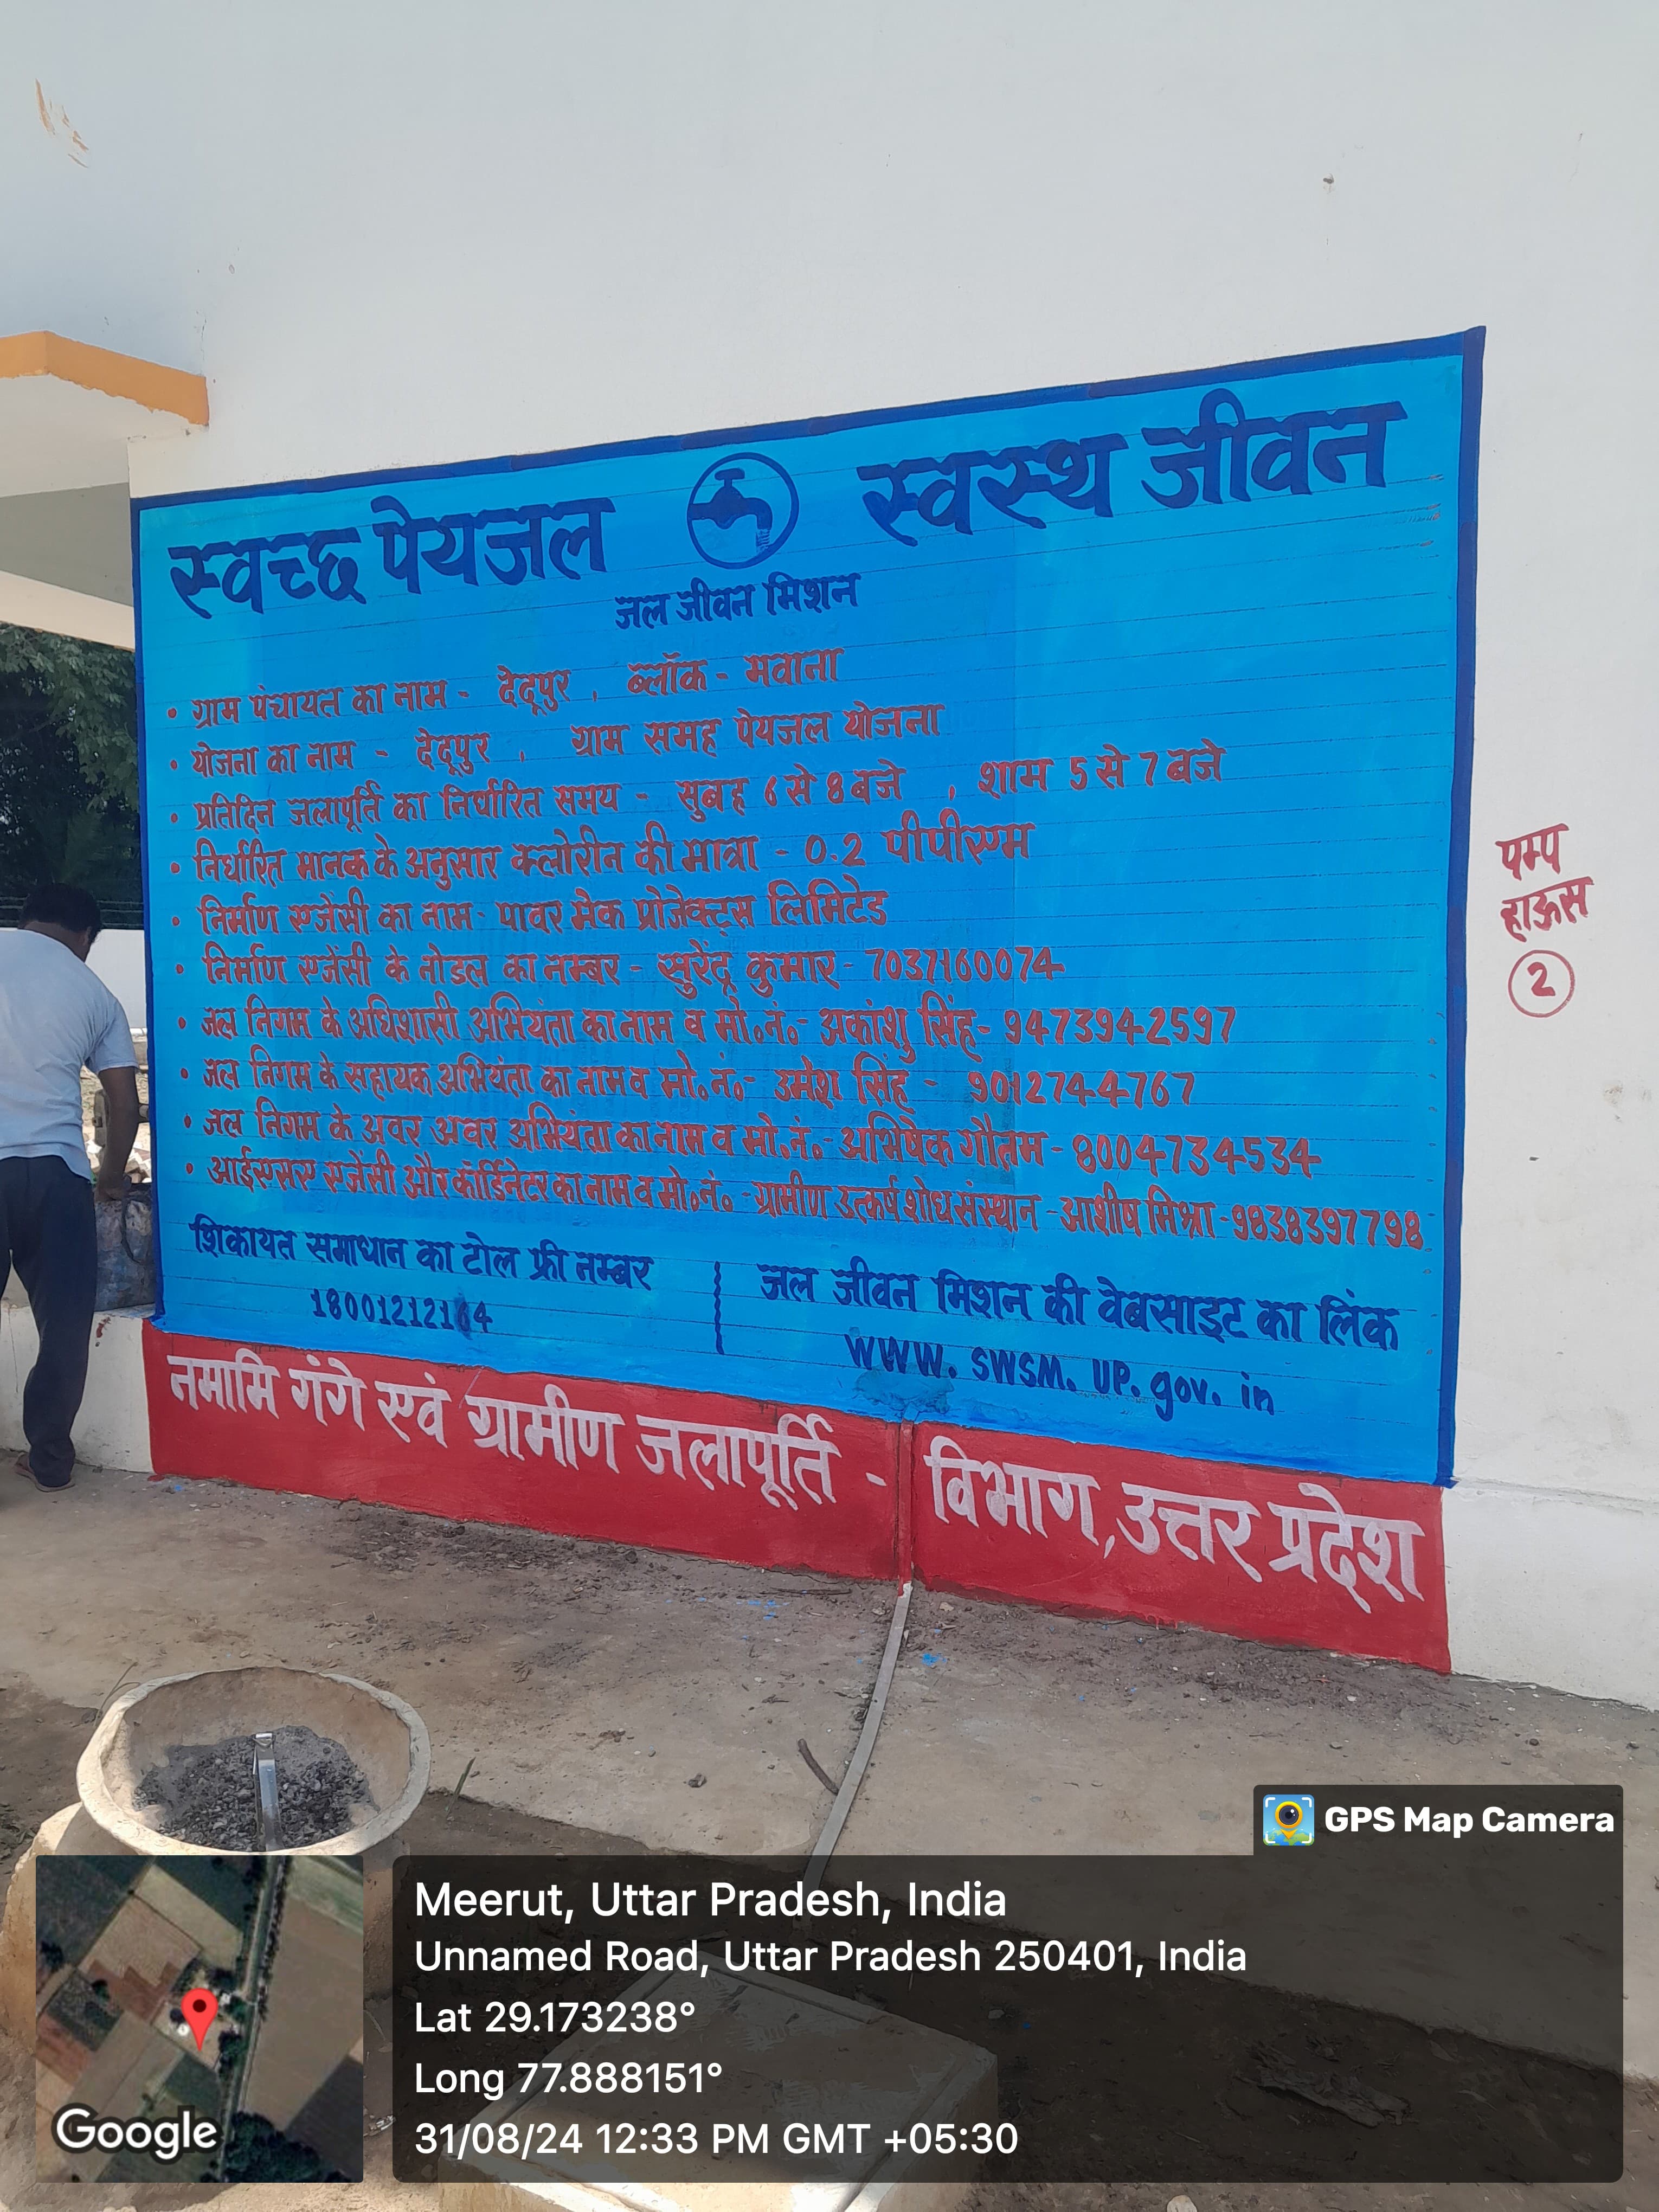 स्वच्छ पेयजल स्वस्थ जीवन
जल जीवन मिशन
• ग्राम पंचायत का नाम - देदूपुर , ब्लॉक - मवाना
• योजना का नाम - देदूपुर , ग्राम समह पेयजल योजना
• प्रतिदिन जलापूर्ति का निर्धारित समय - सुबह 6 से 8 बजे , शाम 5 से 7 बजे
• निर्धारित मानक के अनुसार क्लोरीन की मात्रा - 0.2 पीपीएम
• निर्माण एजेंसी का नाम - पावर मैक प्रोजेक्ट्स लिमिटेड
• निर्माण एजेंसी के नोडल का नम्बर - सुरेंद्र कुमार - 7037160074
• जल निगम के अधिशासी अभियंता का नाम व मो॰ नं॰ - अकांशु सिंह - 9473942597
• जल निगम के सहायक अभियंता का नाम व मो॰ नं॰ - उमेश सिंह - 9012744767
• जल निगम के अवर अवर अभियंता का नाम व मो॰ नं॰ - अभिषेक गौतम - 8004734534
• आईएसए एजेंसी और कॉर्डिनेटर का नाम व मो॰ नं॰ - ग्रामीण उत्कर्ष शोध संस्थान - आशीष मिश्रा - 9838397798
शिकायत समाधान का टोल फ्री नम्बर
18001212164
जल जीवन मिशन की वेबसाइट का लिंक
WWW. SWSM. UP. gov. in
नमामि गंगे एवं ग्रामीण जलापूर्ति - विभाग, उत्तर प्रदेश
पम्प
हाऊस
2
GPS Map Camera
Meerut, Uttar Pradesh, India
Unnamed Road, Uttar Pradesh 250401, India
Lat 29.173238°
Long 77.888151°
31/08/24 12:33 PM GMT +05:30
Google